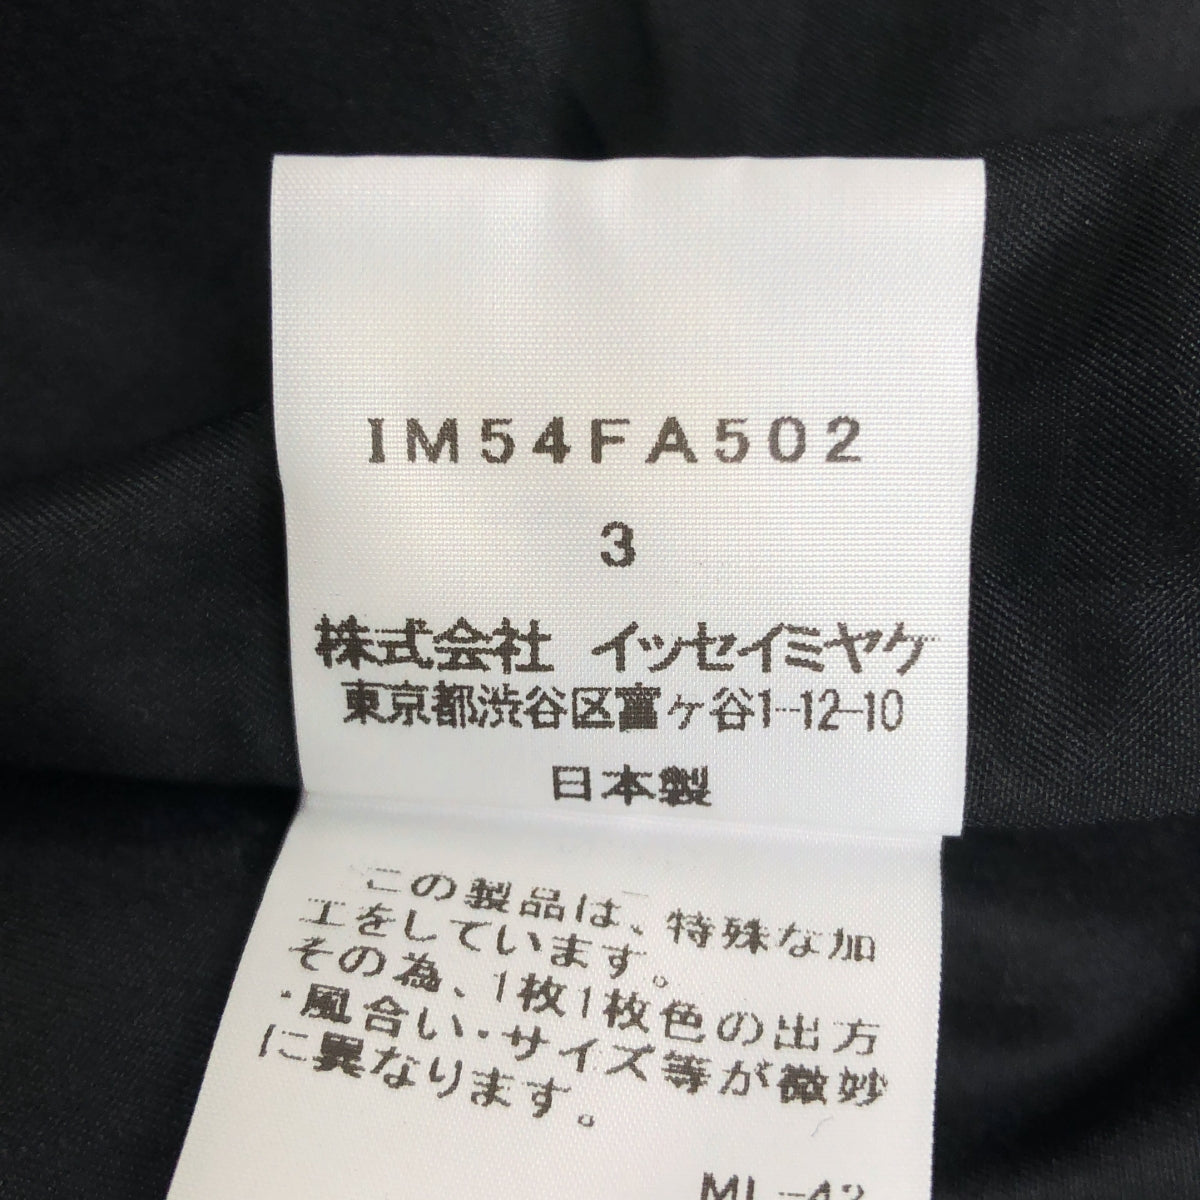 IM54FA502
3
株式会社 イッセイミヤケ
東京都渋谷区富ヶ谷1-12-10
日本製
この製品は、特殊な加
工をしています。
その為、1枚1枚色の出方
・風合い・サイズ等が微妙
に異なります。